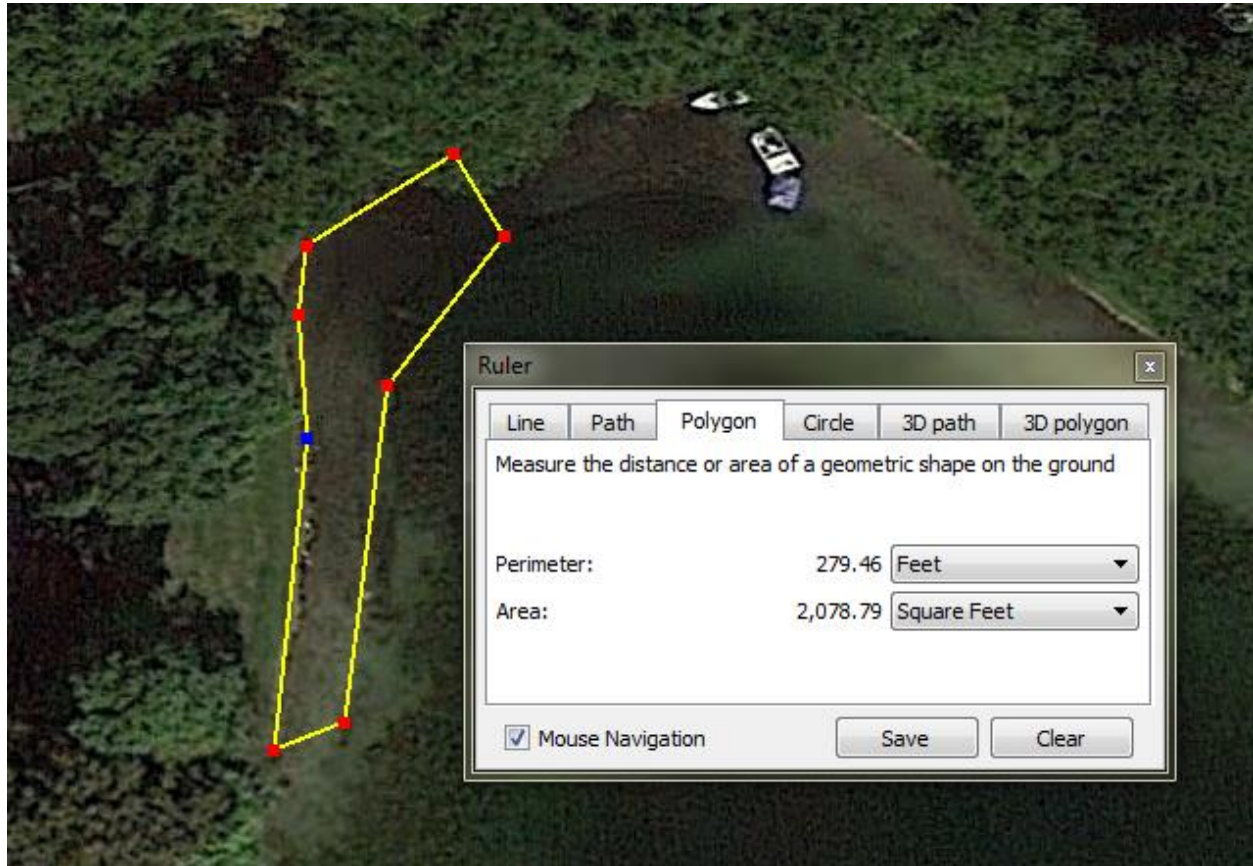 Ruler
Line Path Polygon Circle 3D path 3D polygon
Measure the distance or area of a geometric shape on the ground
Perimeter: 279.46 Feet
Area: 2,078.79 Square Feet
Mouse Navigation Save Clear